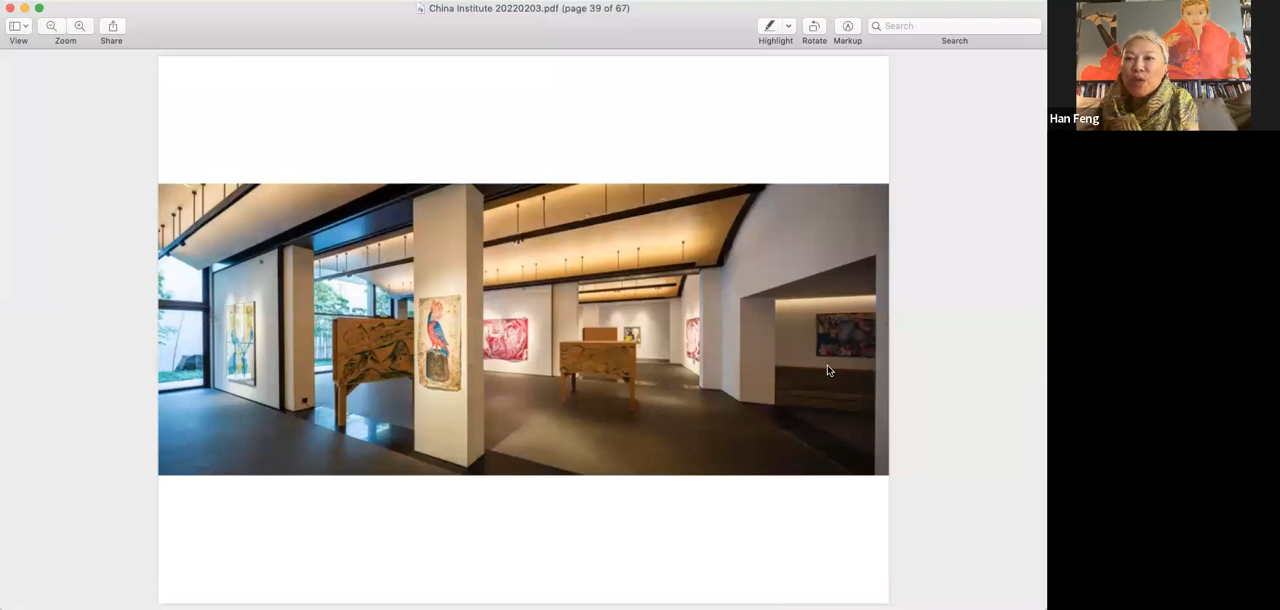 China Institute 20220203.pdf (page 39 of 67)
View
Zoom
Share
Highlight
Rotate
Markup
Search
Search
Han Feng